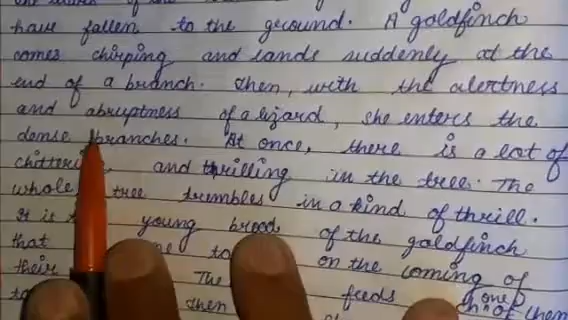 have fallen to the ground. A goldfinch
comes chirping and lands suddenly at the
end of a branch. Then, with the alertness
and abruptness of a lizard, she enters the
dense branches. At once, there is a lot of
and thrilling in the tree. The
whole tree trembles in a kind of thrill.
It is young brood of the goldfinch
that to on the coming of
their The feeds one
then of them